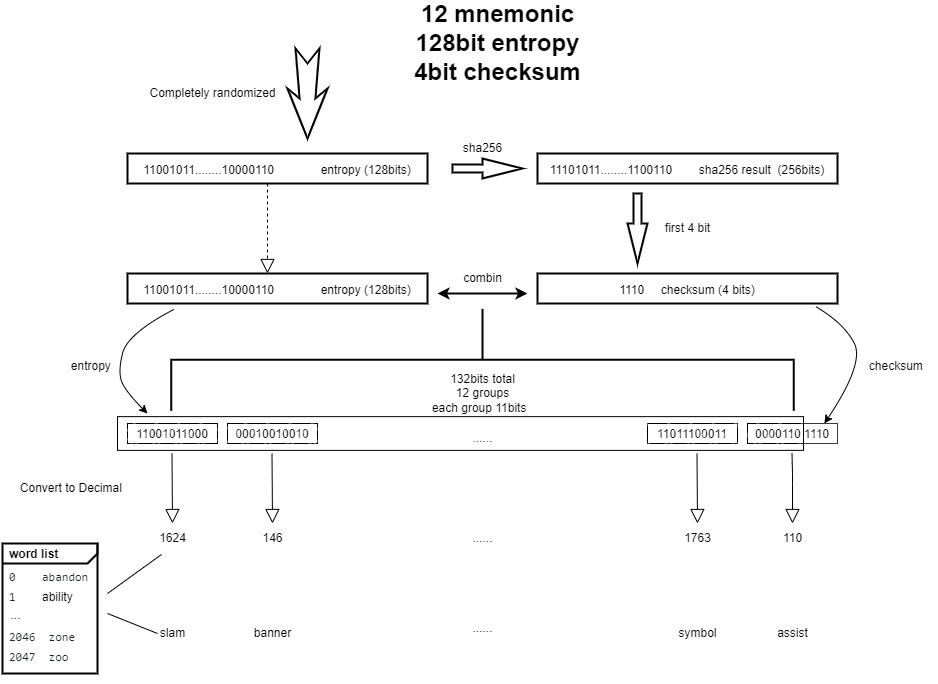 12 mnemonic
128bit entropy
4bit checksum
Completely randomized
sha256
11001011........10000110 entropy (128bits)
11101011........1100110 sha256 result (256bits)
first 4 bit
combin
11001011........10000110 entropy (128bits)
1110 checksum (4 bits)
entropy
checksum
132bits total
12 groups
each group 11bits
11001011000 00010010010 ...... 11011100011 0000110 1110
Convert to Decimal
1624 146 ...... 1763 110
word list
0 abandon
1 ability
...
2046 zone
2047 zoo
slam banner ...... symbol assist